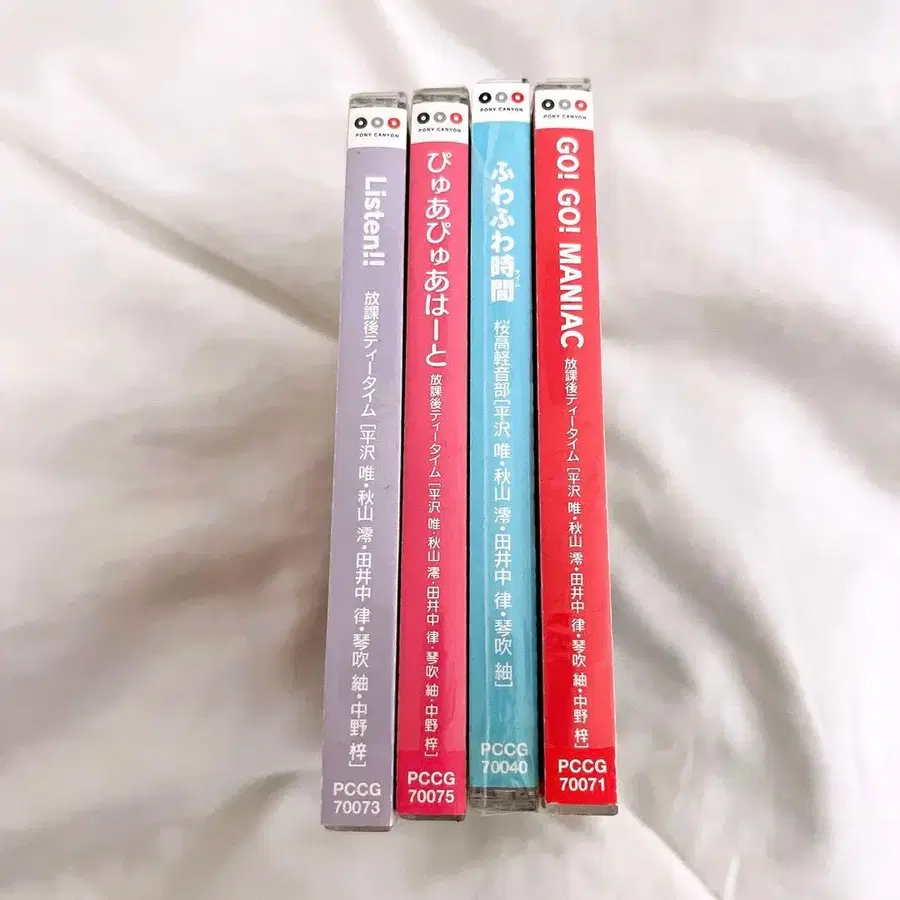 PONY CANYON
Listen!!
放課後ティータイム [平沢 唯・秋山 澪・田井中 律・琴吹 紬・中野 梓]
PCCG
70073
PONY CANYON
ぴゅあぴゅあはーと
放課後ティータイム [平沢 唯・秋山 澪・田井中 律・琴吹 紬・中野 梓]
PCCG
70075
PONY CANYON
ふわふわ時間
タイム
桜高軽音部 [平沢 唯・秋山 澪・田井中 律・琴吹 紬]
PCCG
70040
PONY CANYON
GO! GO! MANIAC
放課後ティータイム [平沢 唯・秋山 澪・田井中 律・琴吹 紬・中野 梓]
PCCG
70071